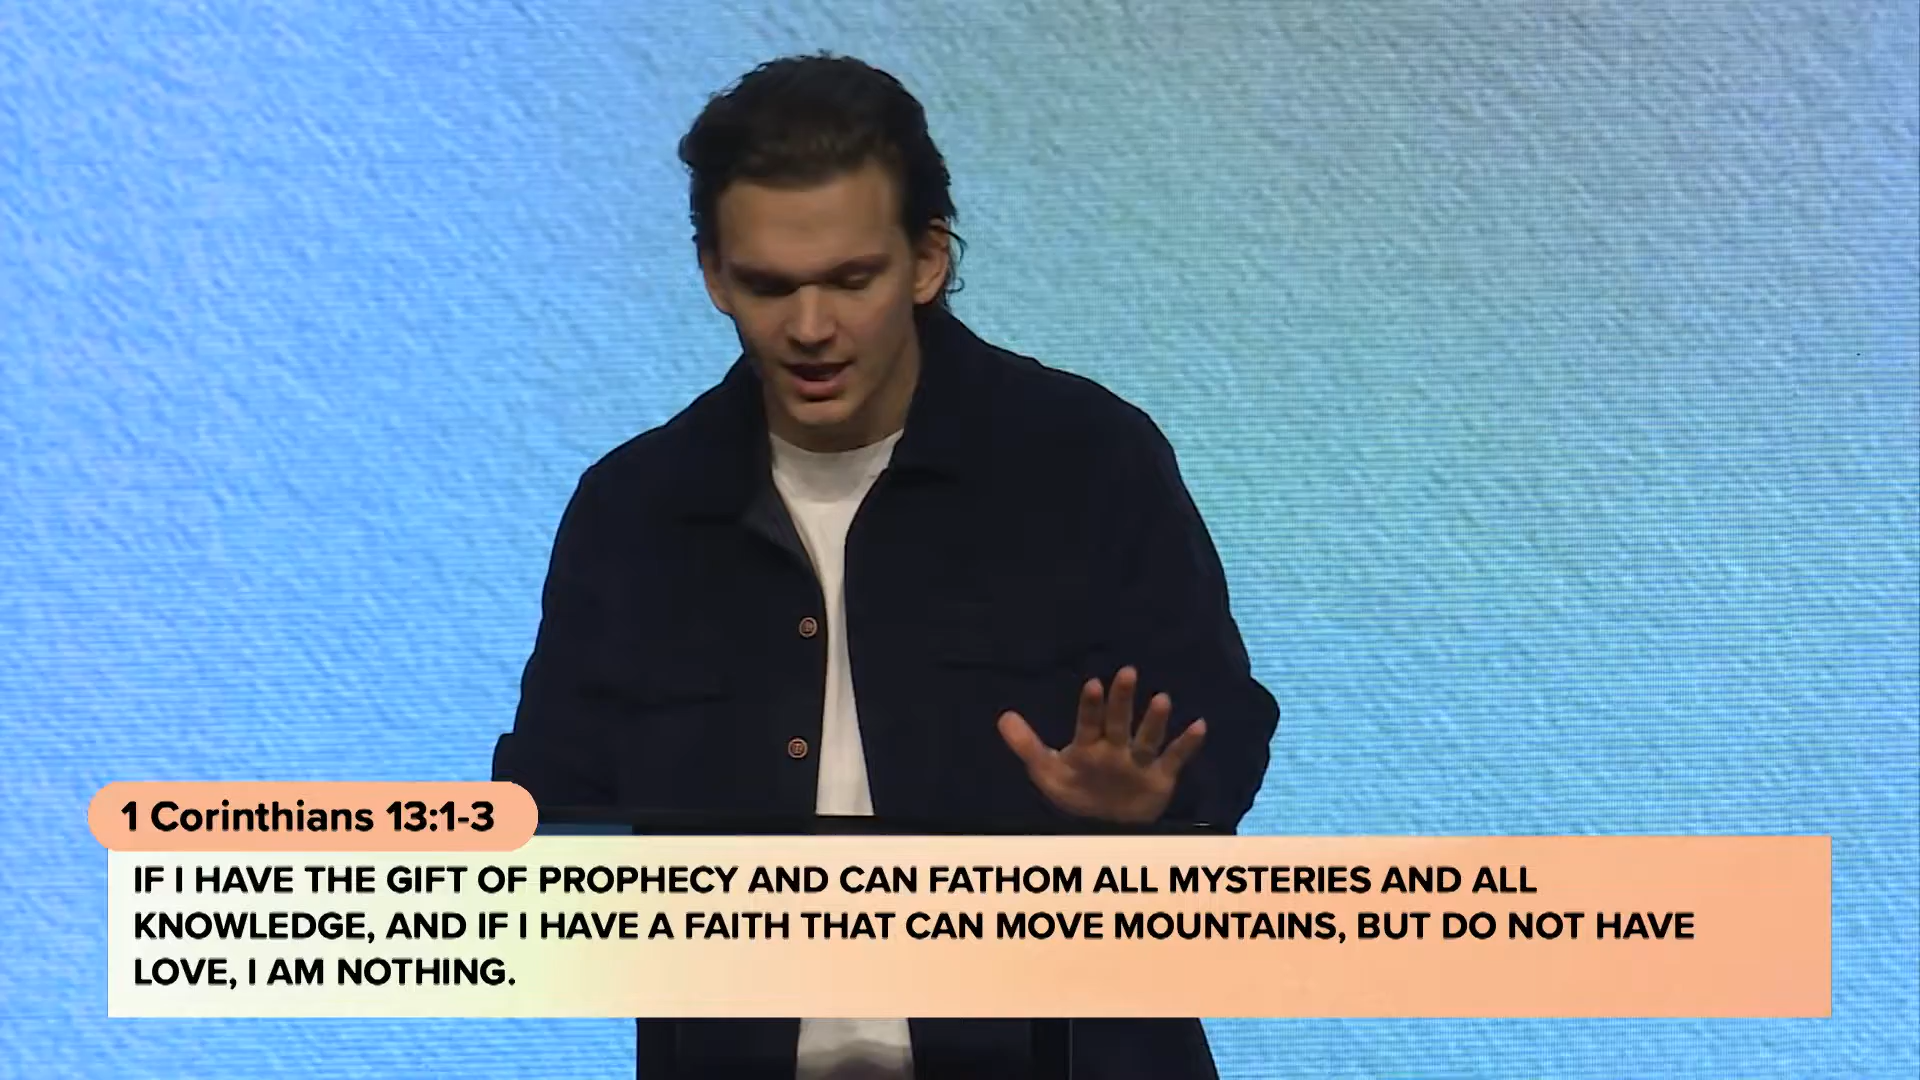 1 Corinthians 13:1-3
IF I HAVE THE GIFT OF PROPHECY AND CAN FATHOM ALL MYSTERIES AND ALL
KNOWLEDGE, AND IF I HAVE A FAITH THAT CAN MOVE MOUNTAINS, BUT DO NOT HAVE
LOVE, I AM NOTHING.